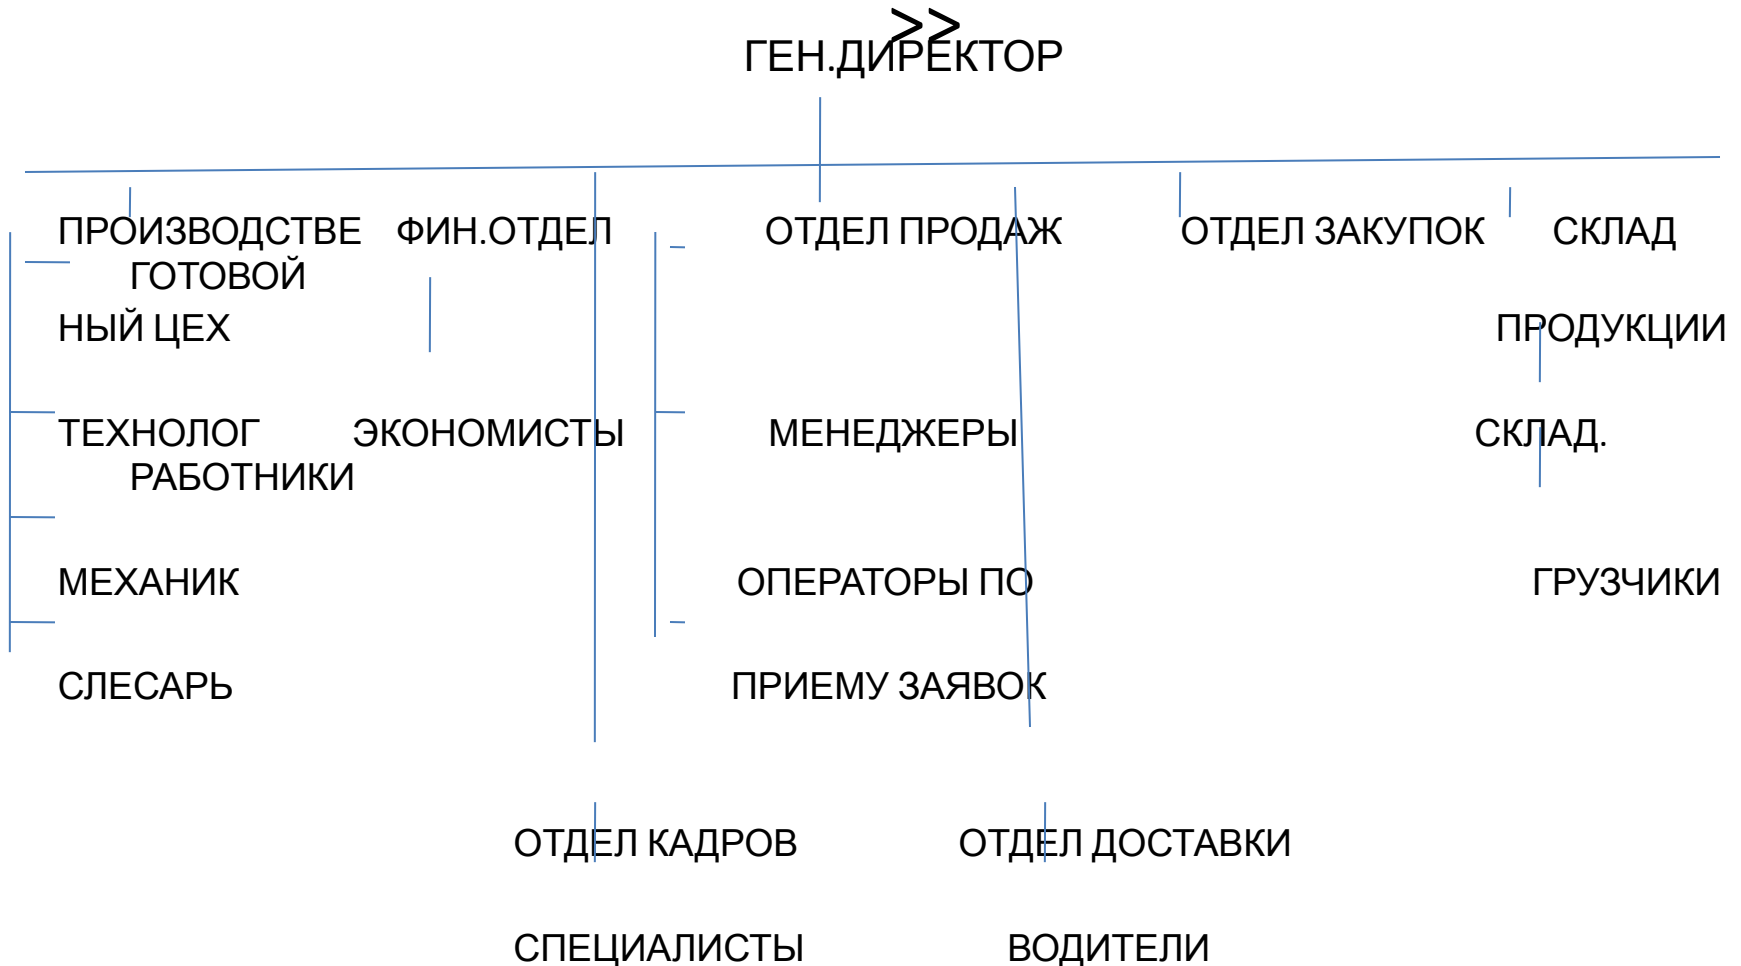 >>
ГЕН.ДИРЕКТОР
ПРОИЗВОДСТВЕ ФИН.ОТДЕЛ ОТДЕЛ ПРОДАЖ ОТДЕЛ ЗАКУПОК СКЛАД
ГОТОВОЙ
НЫЙ ЦЕХ ПРОДУКЦИИ
ТЕХНОЛОГ ЭКОНОМИСТЫ МЕНЕДЖЕРЫ СКЛАД.
РАБОТНИКИ
МЕХАНИК ОПЕРАТОРЫ ПО ГРУЗЧИКИ
СЛЕСАРЬ ПРИЕМУ ЗАЯВОК
ОТДЕЛ КАДРОВ ОТДЕЛ ДОСТАВКИ
СПЕЦИАЛИСТЫ ВОДИТЕЛИ